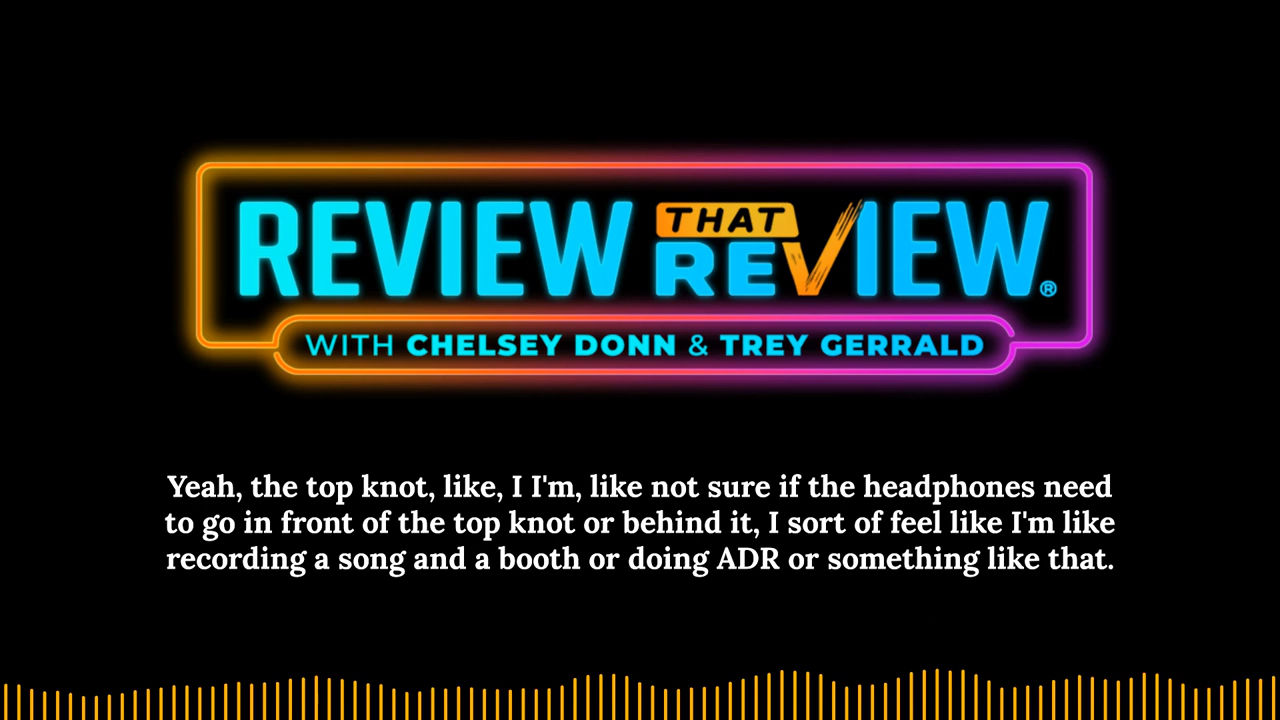 REVIEW THAT REVIEW®
WITH CHELSEY DONN & TREY GERRALD
Yeah, the top knot, like, I I'm, like not sure if the headphones need
to go in front of the top knot or behind it, I sort of feel like I'm like
recording a song and a booth or doing ADR or something like that.